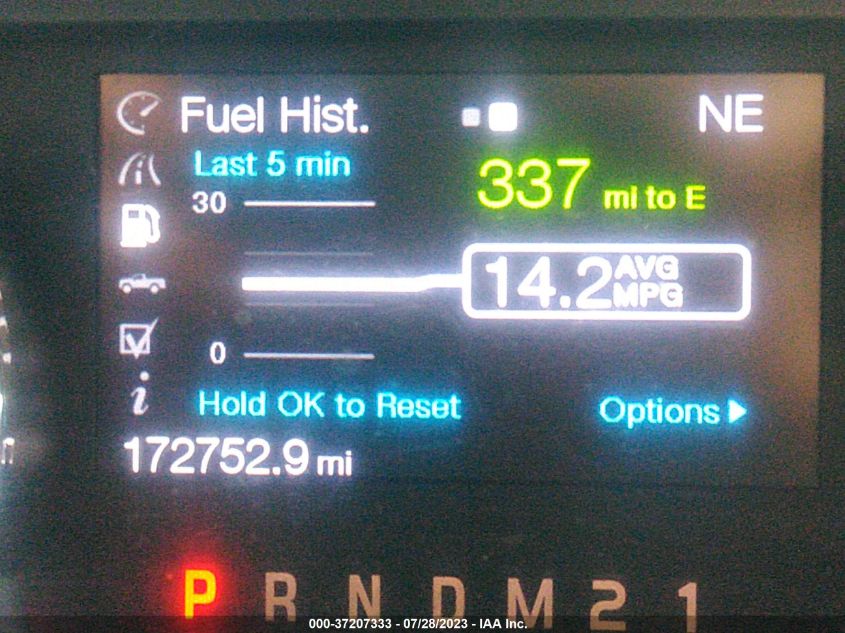 Fuel Hist. NE
Last 5 min
337 mi to E
30
14.2 AVG MPG
0
Hold OK to Reset Options
172752.9 mi
P R N D M 2 1
000-37207333 - 07/28/2023 - IAA Inc.